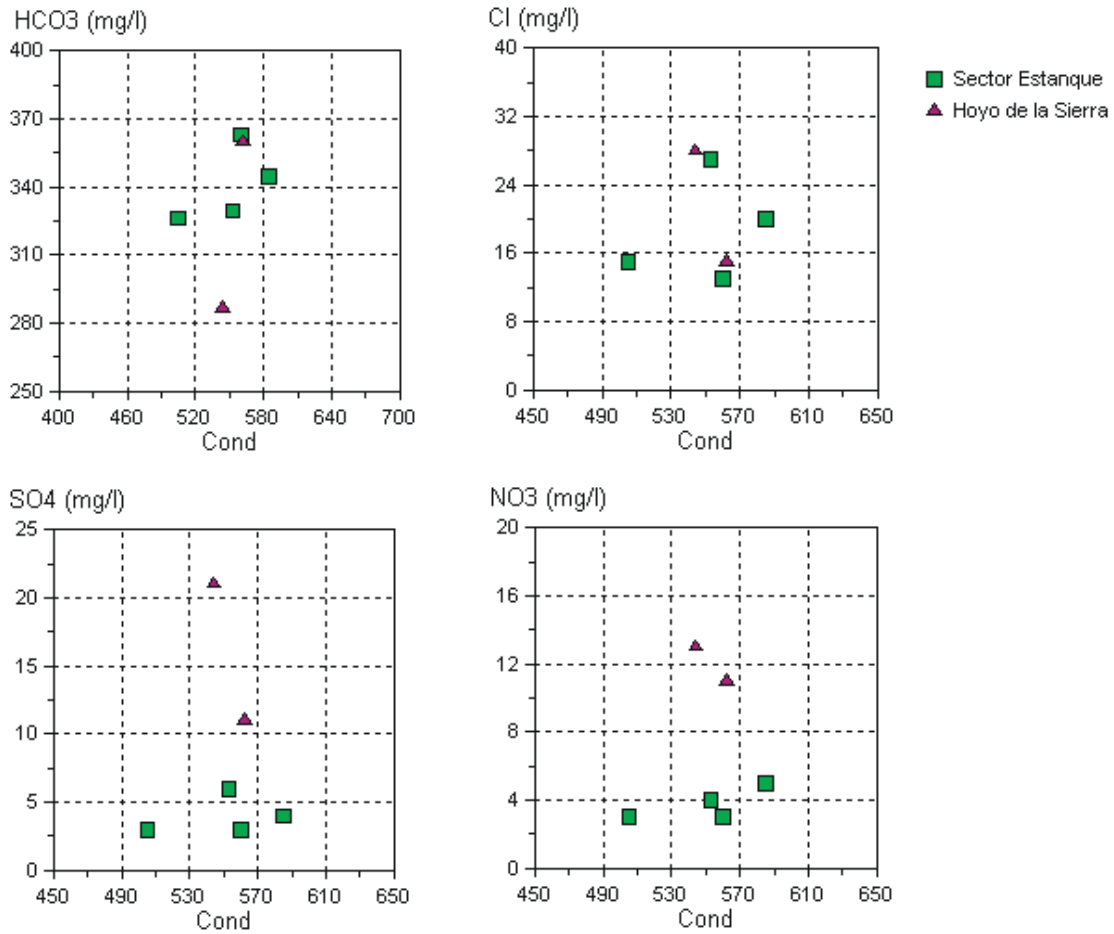 HCO3 (mg/l)
400
370
340
310
280
250
400 460 520 580 640 700
Cond
Cl (mg/l)
40
32
24
16
8
0
450 490 530 570 610 650
Cond
Sector Estanque
Hoyo de la Sierra
SO4 (mg/l)
25
20
15
10
5
0
450 490 530 570 610 650
Cond
NO3 (mg/l)
20
16
12
8
4
0
450 490 530 570 610 650
Cond